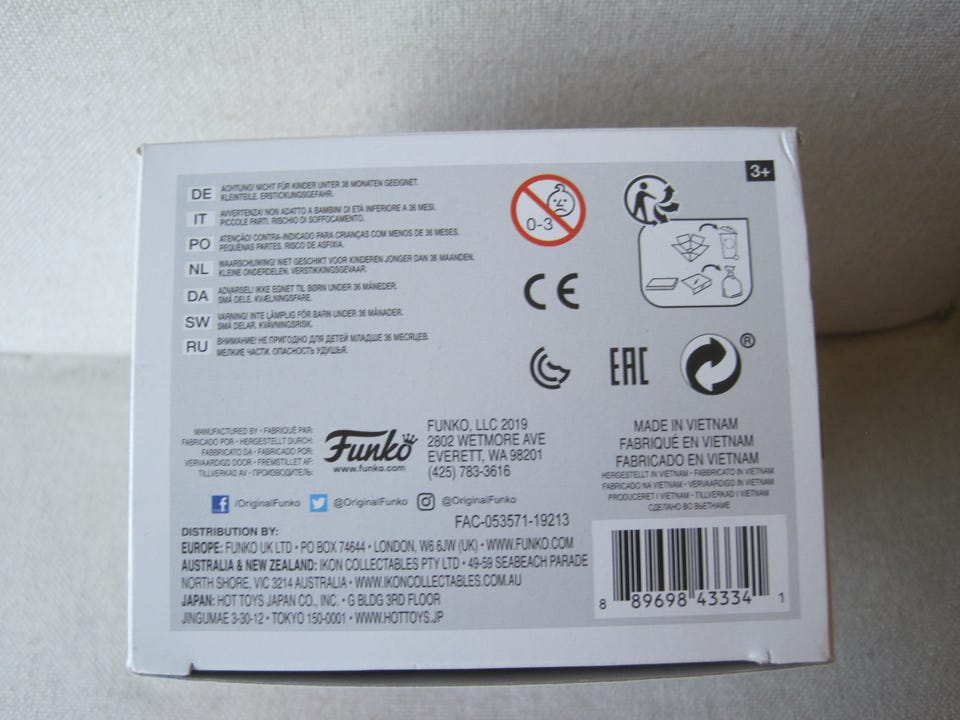 3+
DE ACHTUNG! NICHT FÜR KINDER UNTER 36 MONATEN GEEIGNET.
KLEINTEILE. ERSTICKUNGSGEFAHR.
IT AVVERTENZA! NON ADATTO A BAMBINI DI ETÀ INFERIORE A 36 MESI.
PICCOLE PARTI. RISCHIO DI SOFFOCAMENTO.
PO ATENÇÃO! CONTRA-INDICADO PARA CRIANÇAS COM MENOS DE 36 MESES.
PEQUENAS PARTES. RISCO DE ASFIXIA.
NL WAARSCHUWING! NIET GESCHIKT VOOR KINDEREN JONGER DAN 36 MAANDEN.
KLEINE ONDERDELEN. VERSTIKKINGSGEVAAR.
DA ADVARSEL! IKKE EGNET TIL BØRN UNDER 36 MÅNEDER.
SMÅ DELE. KVÆLNINGSFARE.
SW VARNING! INTE LÄMPLIG FÖR BARN UNDER 36 MÅNADER.
SMÅ DELAR. KVÄVNINGSRISK.
RU ВНИМАНИЕ! НЕ ПРИГОДНО ДЛЯ ДЕТЕЙ МЛАДШЕ 36 МЕСЯЦЕВ.
МЕЛКИЕ ЧАСТИ. ОПАСНОСТЬ УДУШЬЯ.
0-3
CE
EAC
®
MANUFACTURED BY • FABRIQUÉ PAR
FABRICADO POR • HERGESTELLT DURCH:
FABBRICATO DA • FABRICADO POR:
VERVAARDIGD DOOR • FREMSTILLET AF:
TILLVERKAD AV • ПРОИЗВОДИТЕЛЬ:
Funko
www.funko.com
FUNKO, LLC 2019
2802 WETMORE AVE
EVERETT, WA 98201
(425) 783-3616
MADE IN VIETNAM
FABRIQUÉ EN VIETNAM
FABRICADO EN VIETNAM
HERGESTELLT IN VIETNAM • FABBRICATO IN VIETNAM
FABRICADO NA VIETNAM • VERVAARDIGD IN VIETNAM
PRODUCERET I VIETNAM • TILLVERKAD I VIETNAM
СДЕЛАНО ВО ВЬЕТНАМЕ
f /OriginalFunko @OriginalFunko @OriginalFunko
FAC-053571-19213
DISTRIBUTION BY:
EUROPE: FUNKO UK LTD • PO BOX 74644 • LONDON, W6 6JW (UK) • WWW.FUNKO.COM
AUSTRALIA & NEW ZEALAND: IKON COLLECTABLES PTY LTD • 49-59 SEABEACH PARADE
NORTH SHORE, VIC 3214 AUSTRALIA • WWW.IKONCOLLECTABLES.COM.AU
JAPAN: HOT TOYS JAPAN CO., INC. • G BLDG 3RD FLOOR
JINGUMAE 3-30-12 • TOKYO 150-0001 • WWW.HOTTOYS.JP
8 89698 43334 1